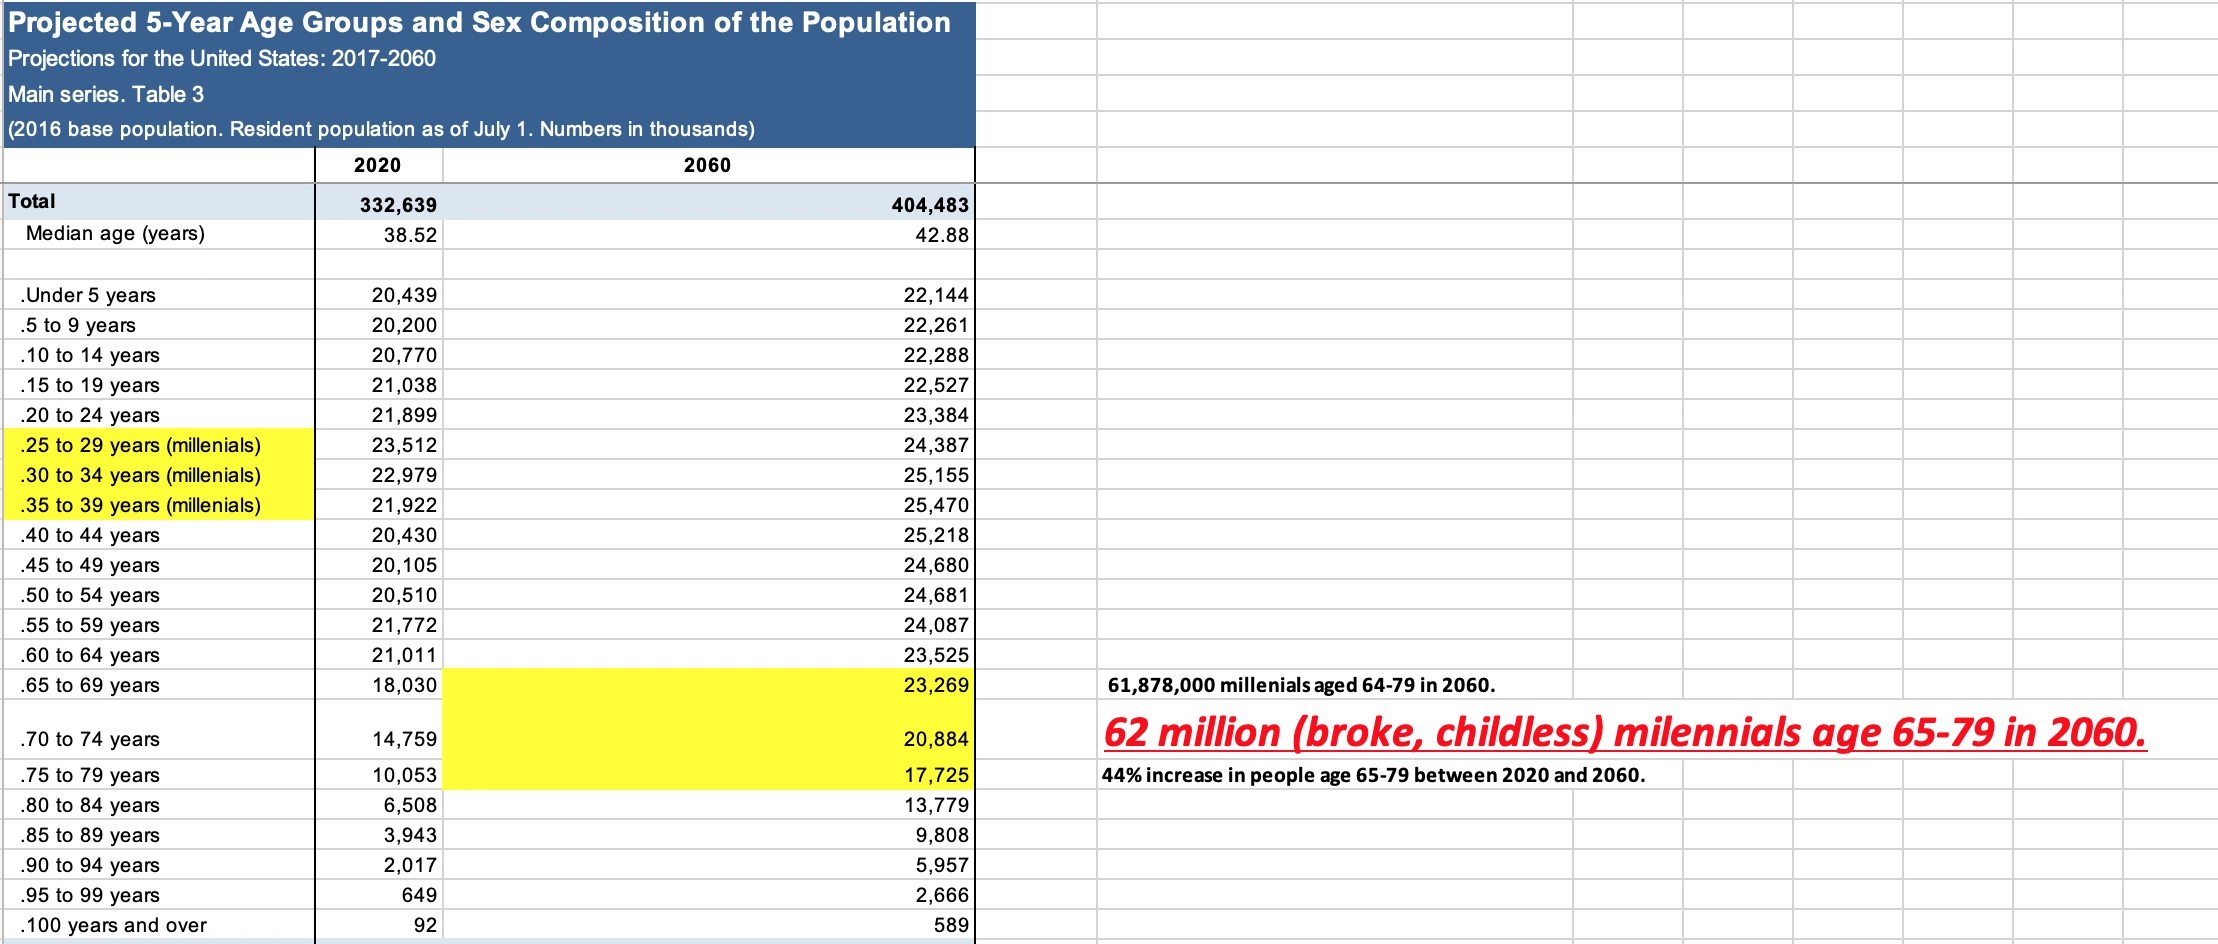 Projected 5-Year Age Groups and Sex Composition of the Population
Projections for the United States: 2017-2060
Main series. Table 3
(2016 base population. Resident population as of July 1. Numbers in thousands)
2020 2060
Total 332,639 404,483
Median age (years) 38.52 42.88
.Under 5 years 20,439 22,144
.5 to 9 years 20,200 22,261
.10 to 14 years 20,770 22,288
.15 to 19 years 21,038 22,527
.20 to 24 years 21,899 23,384
.25 to 29 years (millenials) 23,512 24,387
.30 to 34 years (millenials) 22,979 25,155
.35 to 39 years (millenials) 21,922 25,470
.40 to 44 years 20,430 25,218
.45 to 49 years 20,105 24,680
.50 to 54 years 20,510 24,681
.55 to 59 years 21,772 24,087
.60 to 64 years 21,011 23,525
.65 to 69 years 18,030 23,269 61,878,000 millenials aged 64-79 in 2060.
.70 to 74 years 14,759 20,884 62 million (broke, childless) milennials age 65-79 in 2060.
.75 to 79 years 10,053 17,725 44% increase in people age 65-79 between 2020 and 2060.
.80 to 84 years 6,508 13,779
.85 to 89 years 3,943 9,808
.90 to 94 years 2,017 5,957
.95 to 99 years 649 2,666
.100 years and over 92 589